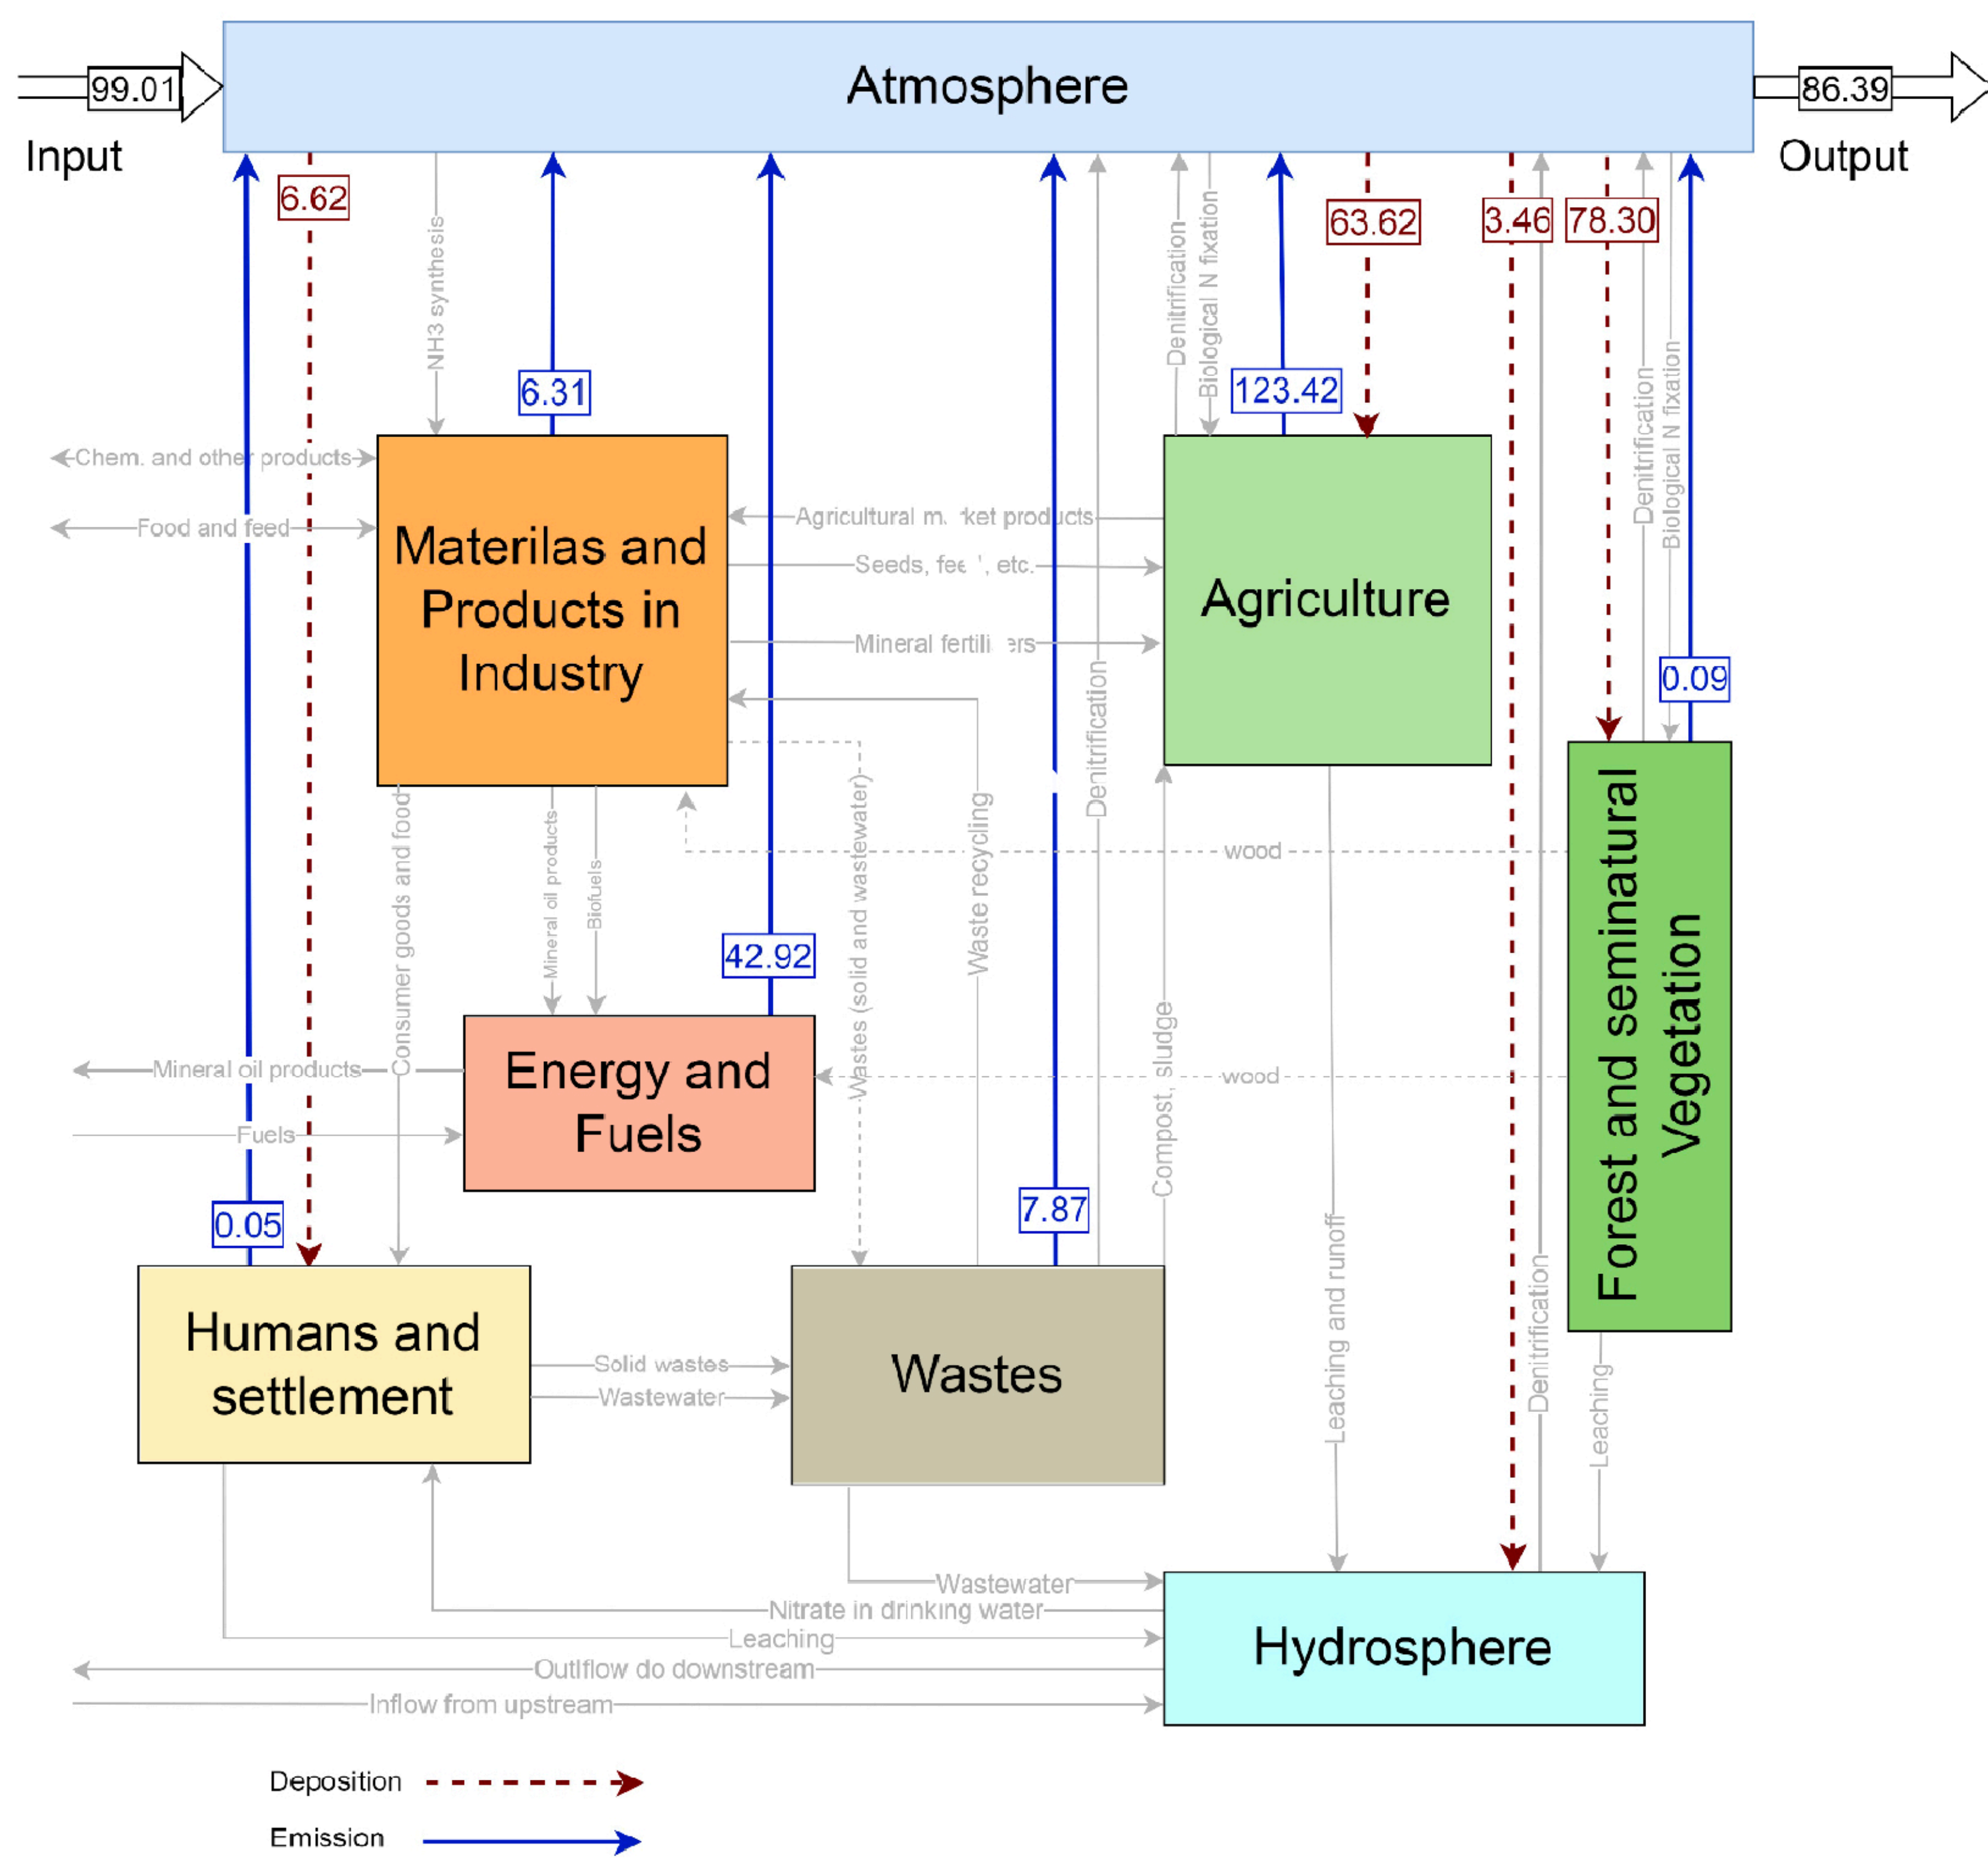 Atmosphere
99.01
86.39
Input
Output
6.62
63.62
3.46
78.30
NH3 synthesis
Denitrification
Biological N fixation
6.31
123.42
Denitrification
Biological N fixation
Chem. and other products
Food and feed
Materilas and
Products in
Industry
Agricultural m ket products
Seeds, fee , etc.
Mineral fertili ers
Agriculture
0.09
Denitrification
Consumer goods and food
Mineral oil products
Biofuels
Wastes (solid and wastewater)
Waste recycling
wood
Forest and seminatural
Vegetation
42.92
Mineral oil products
Energy and
Fuels
wood
Fuels
Compost, sludge
0.05
7.87
Leaching and runoff
Denitrification
Humans and
settlement
Solid wastes
Wastewater
Wastes
Leaching
Wastewater
Nitrate in drinking water
Leaching
Outlflow do downstream
Inflow from upstream
Hydrosphere
Deposition
Emission